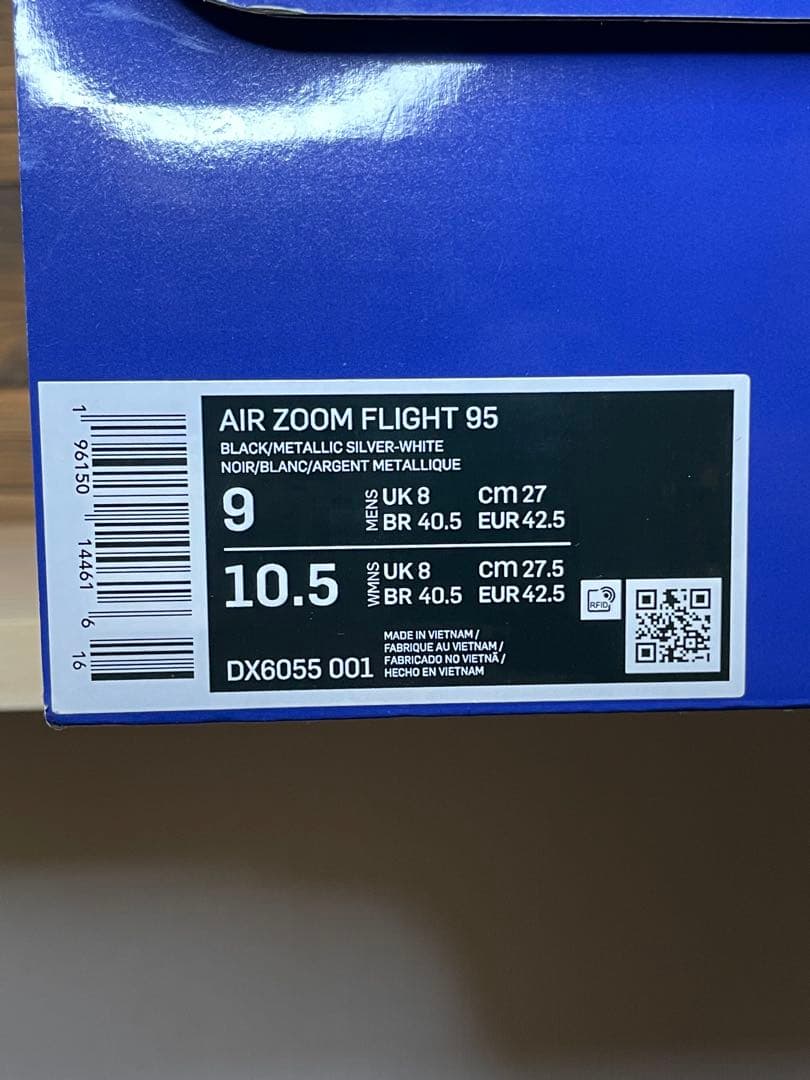 AIR ZOOM FLIGHT 95
BLACK/METALLIC SILVER-WHITE
NOIR/BLANC/ARGENT METALLIQUE
9 MENS UK 8 cm 27
BR 40.5 EUR 42.5
10.5 WMNS UK 8 cm 27.5
BR 40.5 EUR 42.5
RFID
MADE IN VIETNAM /
FABRIQUE AU VIETNAM /
FABRICADO NO VIETNÃ /
HECHO EN VIETNAM
DX6055 001
1 96150 14461 6 16